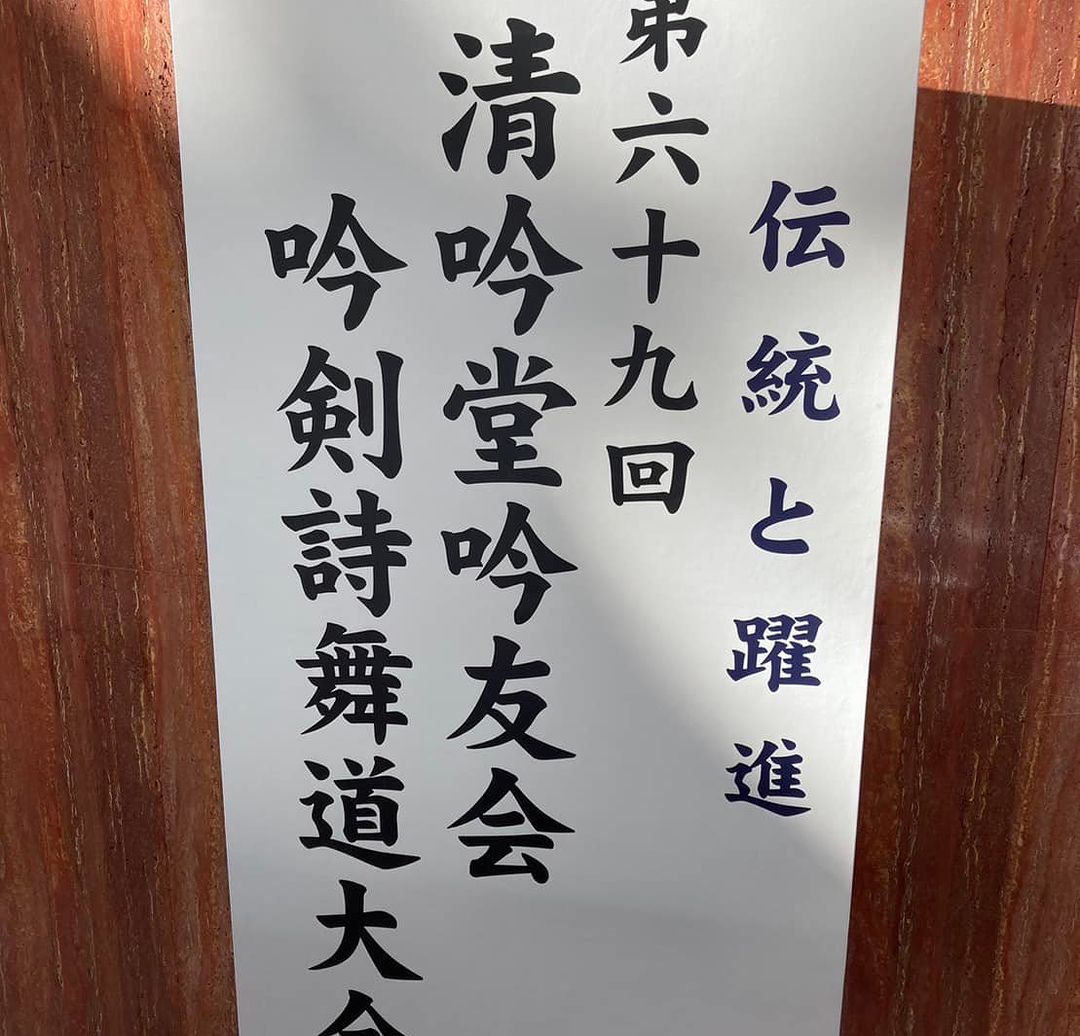 伝統と躍進
第六十九回
清吟堂吟友会
吟剣詩舞道大会